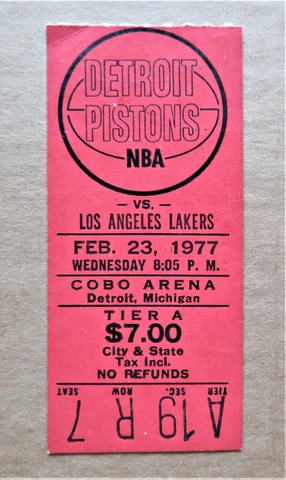 DETROIT
PISTONS
NBA
VS.
LOS ANGELES LAKERS
FEB. 23, 1977
WEDNESDAY 8:05 P. M.
COBO ARENA
Detroit, Michigan
TIER A
$7.00
City & State
Tax Incl.
NO REFUNDS
TIER SEC. ROW SEAT
A 19 R 7